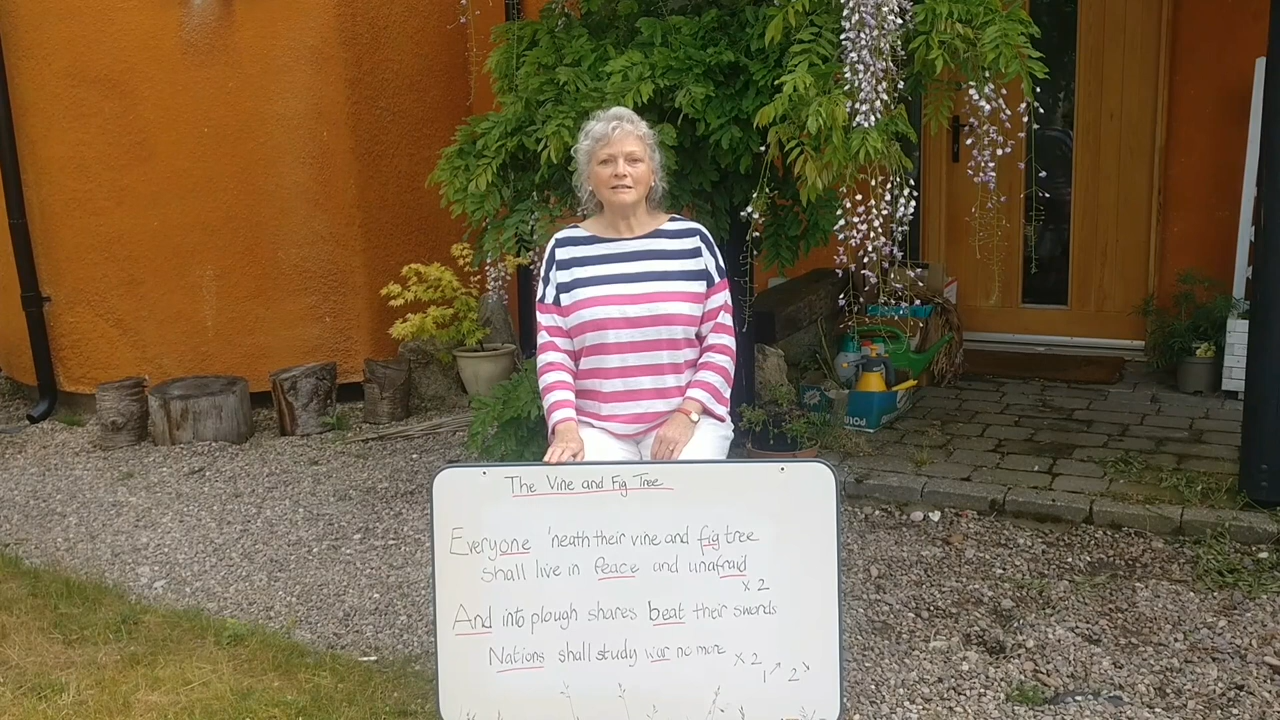 The Vine and Fig Tree
Everyone 'neath their vine and fig tree
shall live in Peace and unafraid
x 2
And into plough shares beat their swords
Nations shall study war no more x 2
1↗ 2↘